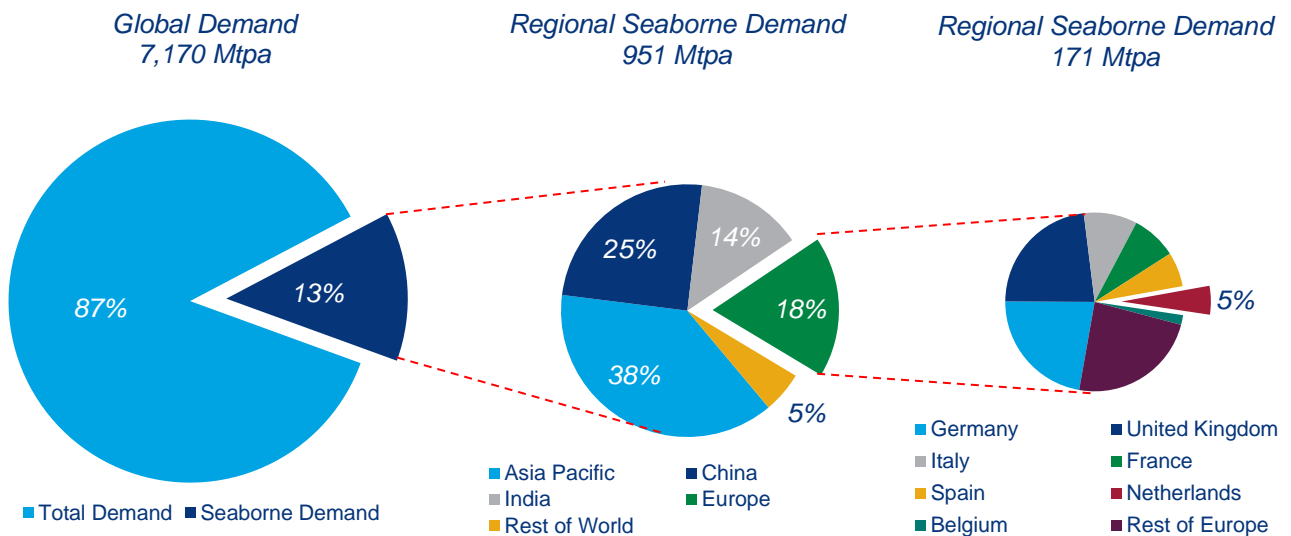 Global Demand
7,170 Mtpa
87%
13%
Total Demand Seaborne Demand
Regional Seaborne Demand
951 Mtpa
25%
14%
18%
38%
5%
Asia Pacific China
India Europe
Rest of World
Regional Seaborne Demand
171 Mtpa
5%
Germany United Kingdom
Italy France
Spain Netherlands
Belgium Rest of Europe